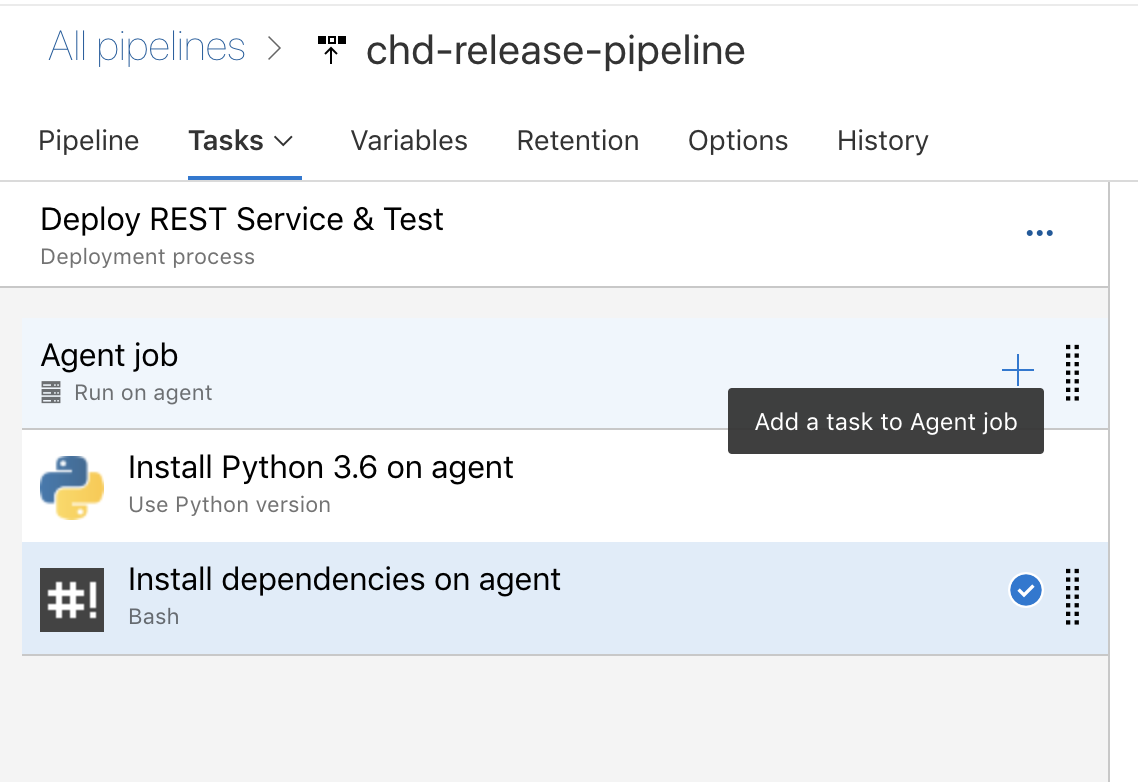 All pipelines > chd-release-pipeline
Pipeline Tasks Variables Retention Options History
Deploy REST Service & Test
Deployment process
...
Agent job
Run on agent
Add a task to Agent job
Install Python 3.6 on agent
Use Python version
#! Install dependencies on agent
Bash